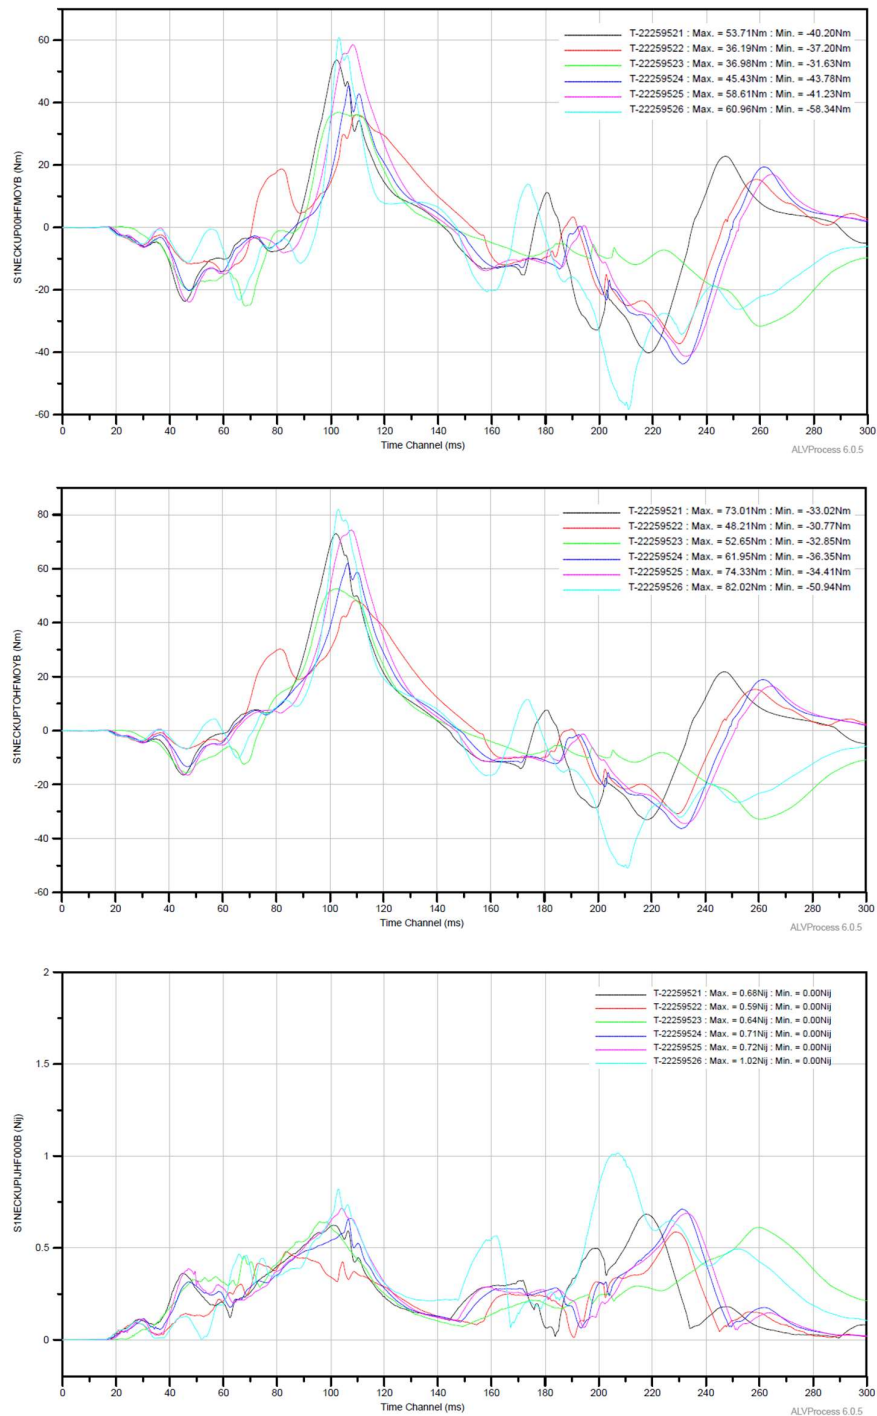 T-22259521 : Max. = 53.71Nm : Min. = -40.20Nm
T-22259522 : Max. = 36.19Nm : Min. = -37.20Nm
T-22259523 : Max. = 36.98Nm : Min. = -31.63Nm
T-22259524 : Max. = 45.43Nm : Min. = -43.78Nm
T-22259525 : Max. = 58.61Nm : Min. = -41.23Nm
T-22259526 : Max. = 60.96Nm : Min. = -58.34Nm
S1NECKUP00HFMOYB (Nm)
60
40
20
0
-20
-40
-60
0 20 40 60 80 100 120 140 160 180 200 220 240 260 280 300
Time Channel (ms)
ALVProcess 6.0.5
T-22259521 : Max. = 73.01Nm : Min. = -33.02Nm
T-22259522 : Max. = 48.21Nm : Min. = -30.77Nm
T-22259523 : Max. = 52.65Nm : Min. = -32.85Nm
T-22259524 : Max. = 61.95Nm : Min. = -36.35Nm
T-22259525 : Max. = 74.33Nm : Min. = -34.41Nm
T-22259526 : Max. = 82.02Nm : Min. = -50.94Nm
S1NECKUPTOHFMOYB (Nm)
80
60
40
20
0
-20
-40
-60
0 20 40 60 80 100 120 140 160 180 200 220 240 260 280 300
Time Channel (ms)
ALVProcess 6.0.5
T-22259521 : Max. = 0.68Nij : Min. = 0.00Nij
T-22259522 : Max. = 0.59Nij : Min. = 0.00Nij
T-22259523 : Max. = 0.64Nij : Min. = 0.00Nij
T-22259524 : Max. = 0.71Nij : Min. = 0.00Nij
T-22259525 : Max. = 0.72Nij : Min. = 0.00Nij
T-22259526 : Max. = 1.02Nij : Min. = 0.00Nij
S1NECKUPIJHF000B (Nij)
2
1.5
1
0.5
0
0 20 40 60 80 100 120 140 160 180 200 220 240 260 280 300
Time Channel (ms)
ALVProcess 6.0.5